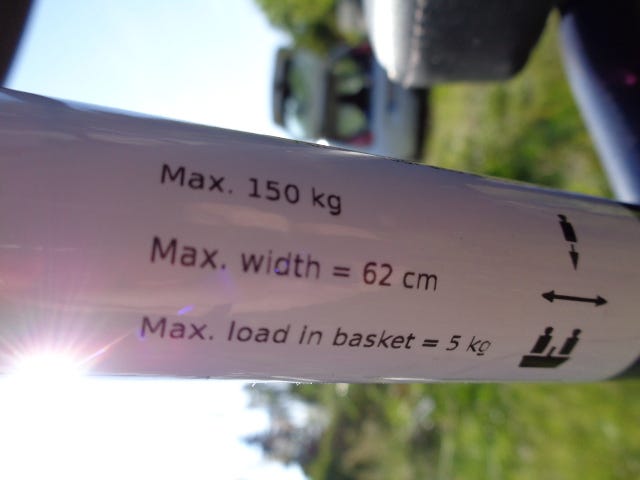 Max. 150 kg
Max. width = 62 cm
Max. load in basket = 5 kg